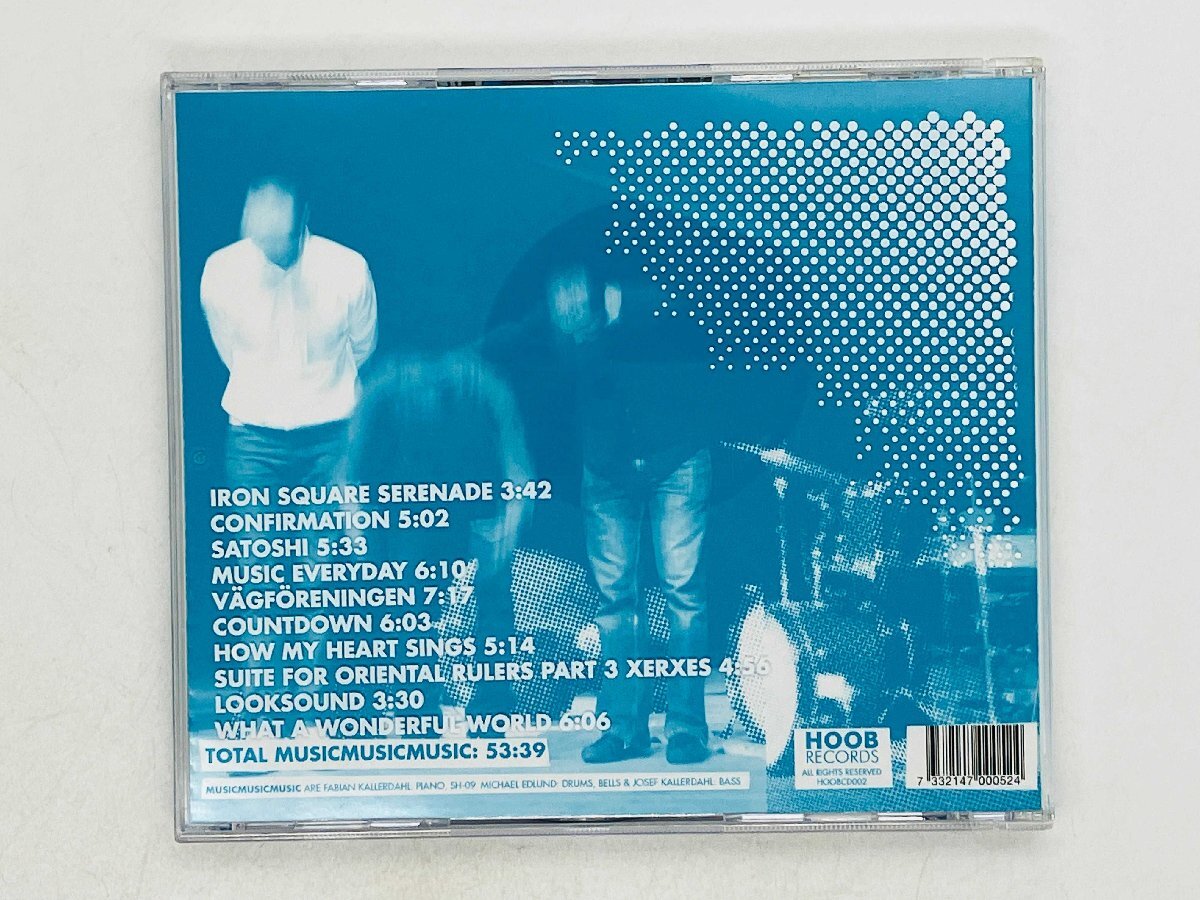 IRON SQUARE SERENADE 3:42
CONFIRMATION 5:02
SATOSHI 5:33
MUSIC EVERYDAY 6:10
VÄGFÖRENINGEN 7:17
COUNTDOWN 6:03
HOW MY HEART SINGS 5:14
SUITE FOR ORIENTAL RULERS PART 3 XERXES 4:56
LOOKSOUND 3:30
WHAT A WONDERFUL WORLD 6:06
TOTAL MUSICMUSICMUSIC: 53:39
MUSICMUSICMUSIC ARE FABIAN KALLERDAHL, PIANO, SH-09 MICHAEL EDLUND: DRUMS, BELLS & JOSEF KALLERDAHL: BASS
HOOB
RECORDS
ALL RIGHTS RESERVED
HOOBCD002
7 332147 000524